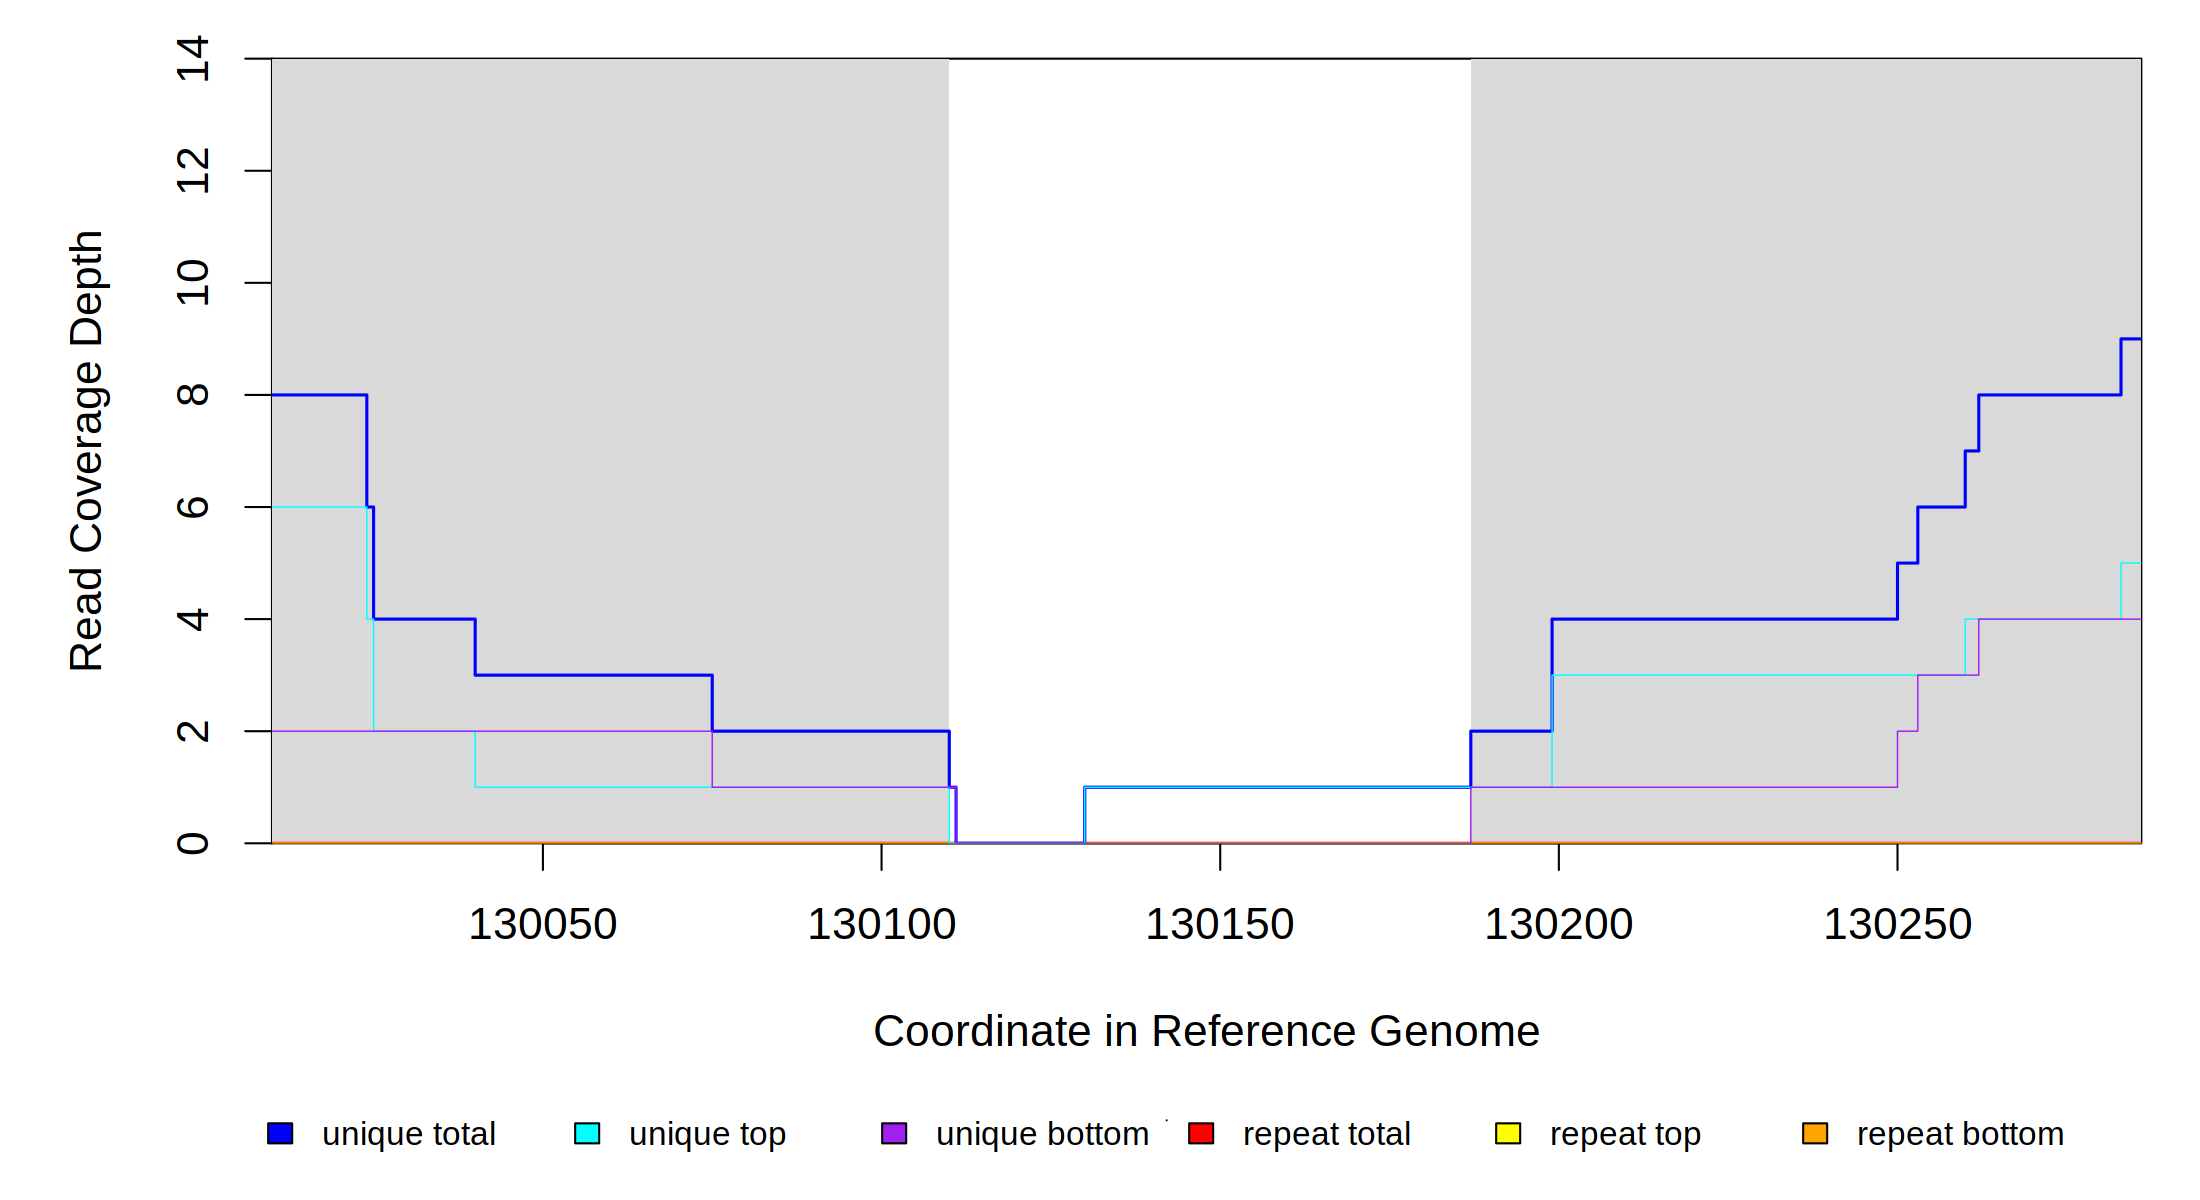 14
12
10
8
6
4
2
0
Read Coverage Depth
130050 130100 130150 130200 130250
Coordinate in Reference Genome
unique total unique top unique bottom repeat total repeat top repeat bottom